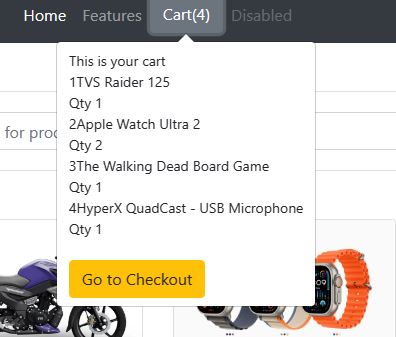 Home Features Cart(4) Disabled
This is your cart
1TVS Raider 125
Qty 1
2Apple Watch Ultra 2
Qty 2
3The Walking Dead Board Game
Qty 1
4HyperX QuadCast - USB Microphone
Qty 1
for proc
Go to Checkout